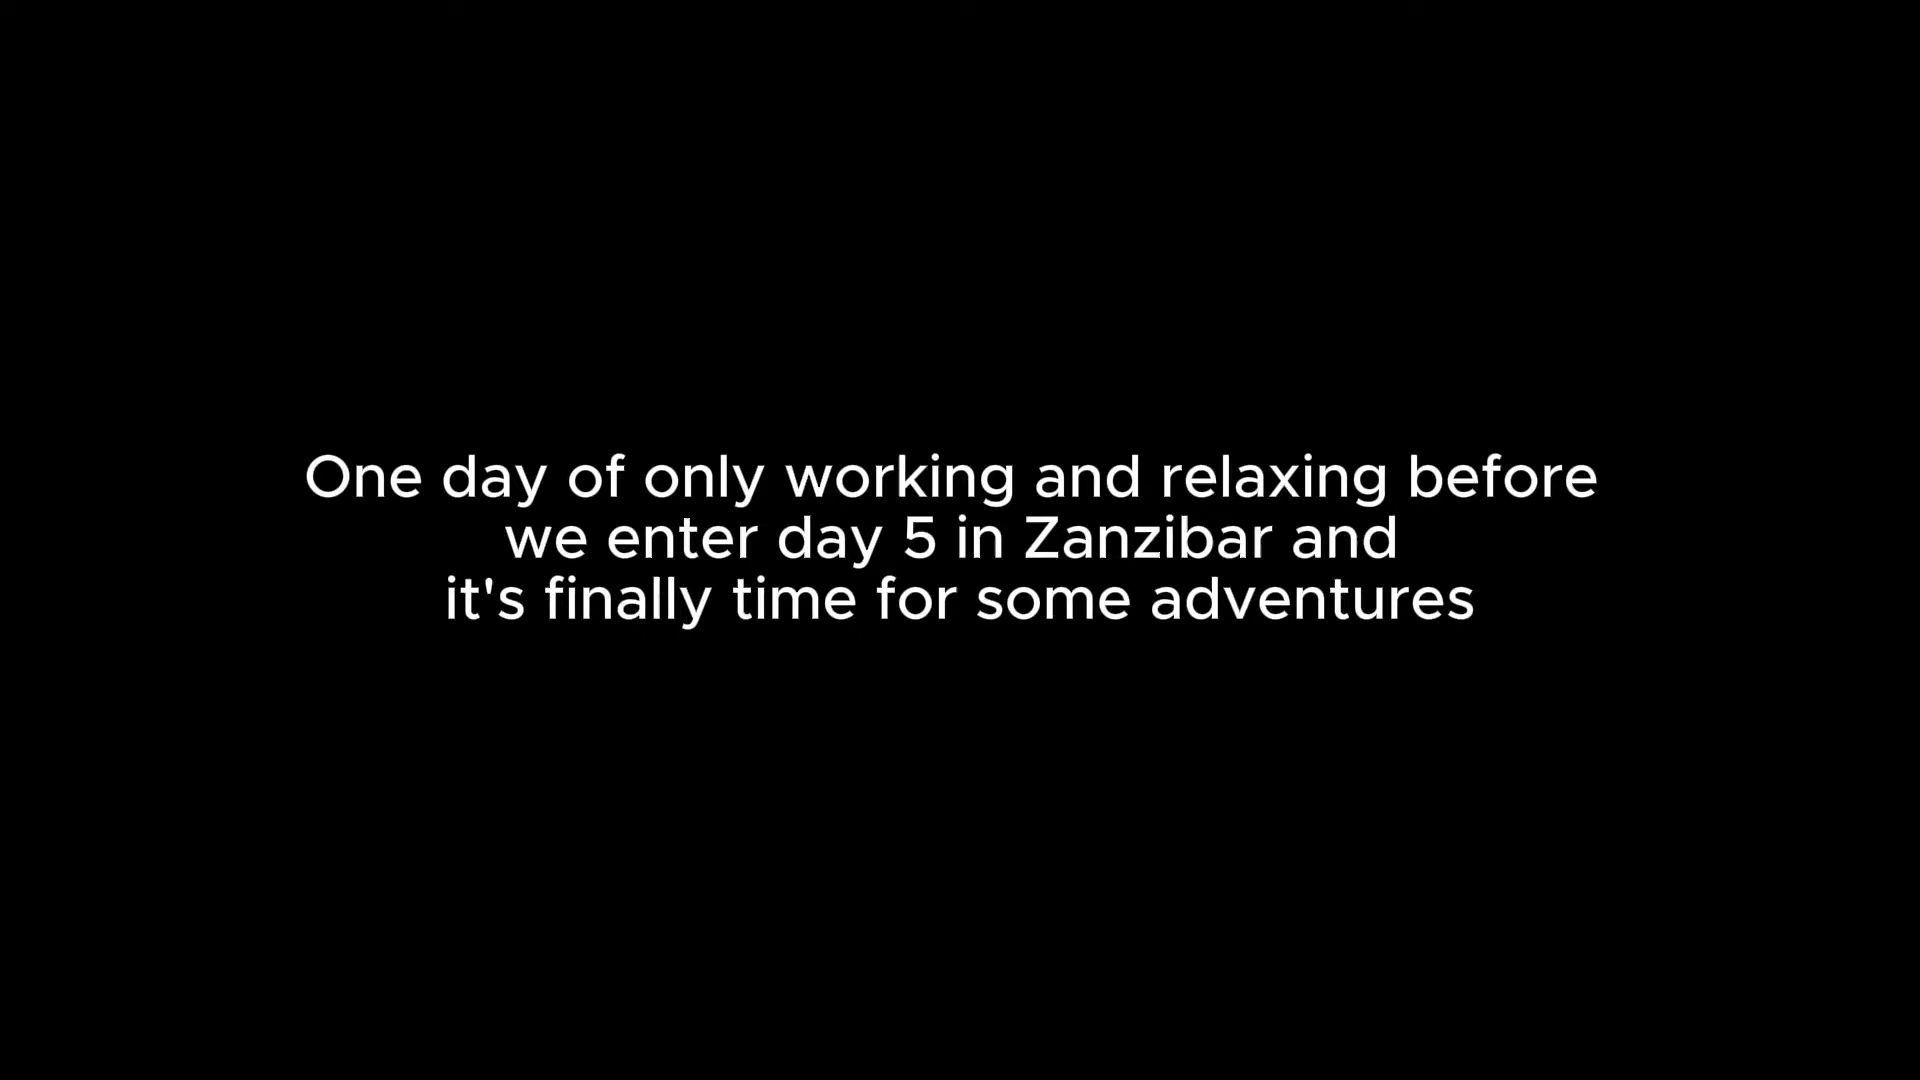 One day of only working and relaxing before
we enter day 5 in Zanzibar and
it's finally time for some adventures